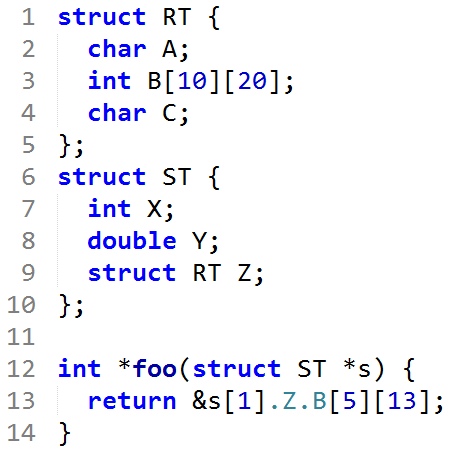 1 struct RT {
2   char A;
3   int B[10][20];
4   char C;
5 };
6 struct ST {
7   int X;
8   double Y;
9   struct RT Z;
10 };
11
12 int *foo(struct ST *s) {
13   return &s[1].Z.B[5][13];
14 }